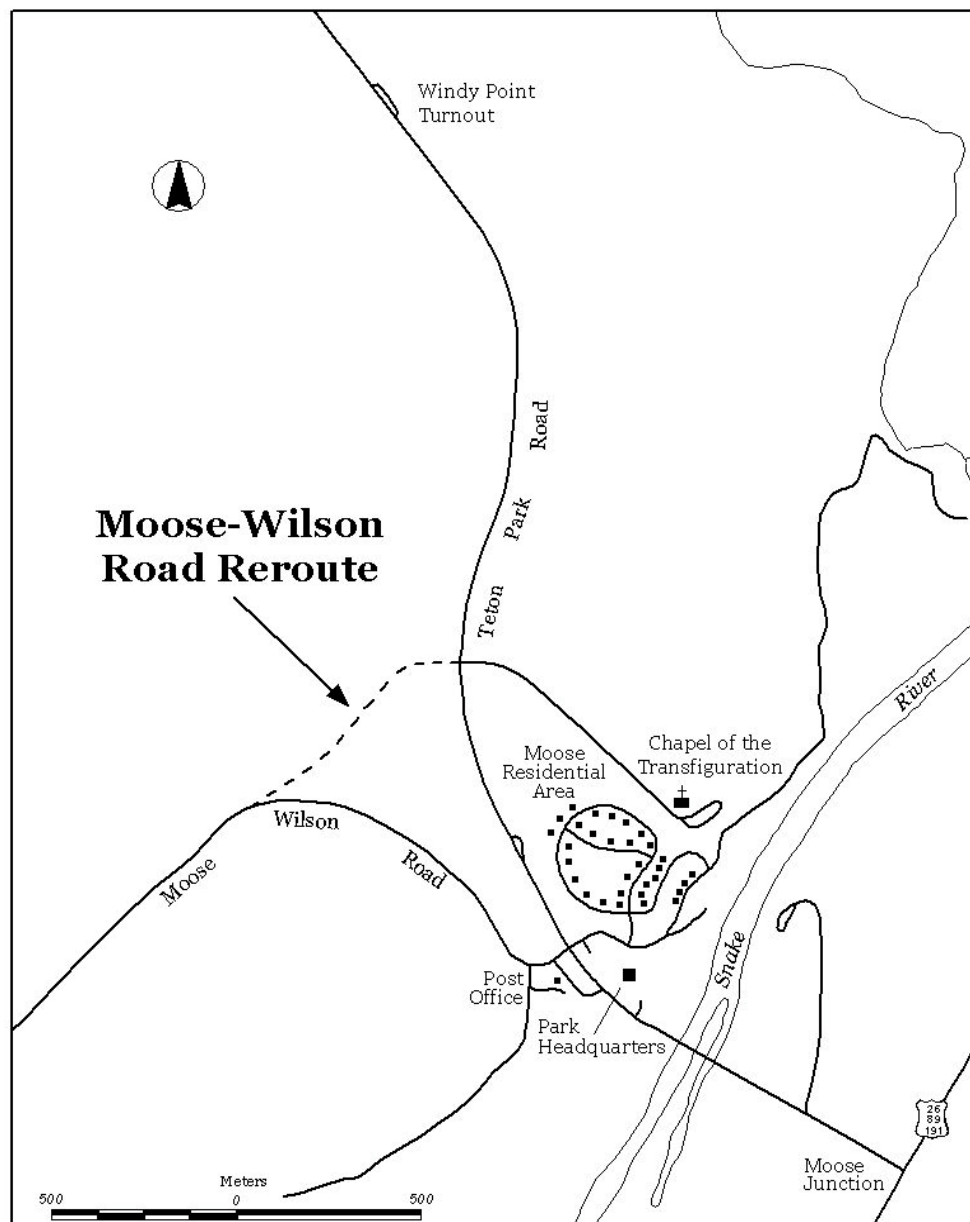 Windy Point
Turnout
Teton Park Road
Moose-Wilson
Road Reroute
Moose
Residential
Area
Chapel of the
Transfiguration
River
Moose Wilson Road
Snake
Post
Office
Park
Headquarters
26
89
191
Moose
Junction
Meters
500 0 500